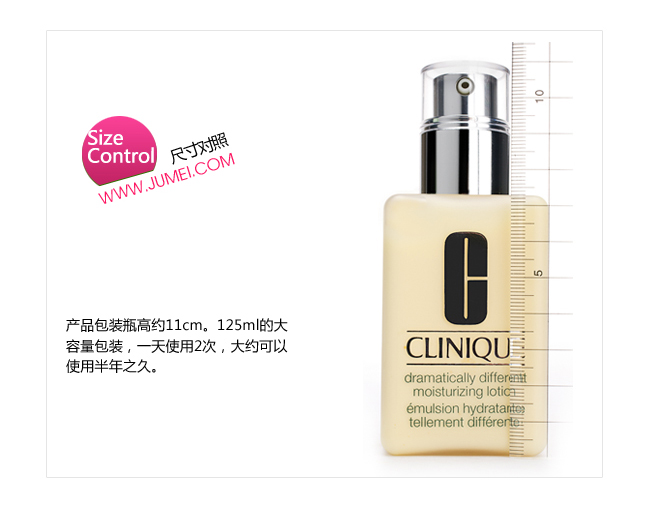 Size
Control
尺寸对照
WWW.JUMEI.COM
产品包装瓶高约11cm。125ml的大
容量包装，一天使用2次，大约可以
使用半年之久。
10
5
CLINIQU
dramatically different
moisturizing lotion
émulsion hydratante
tellement différente